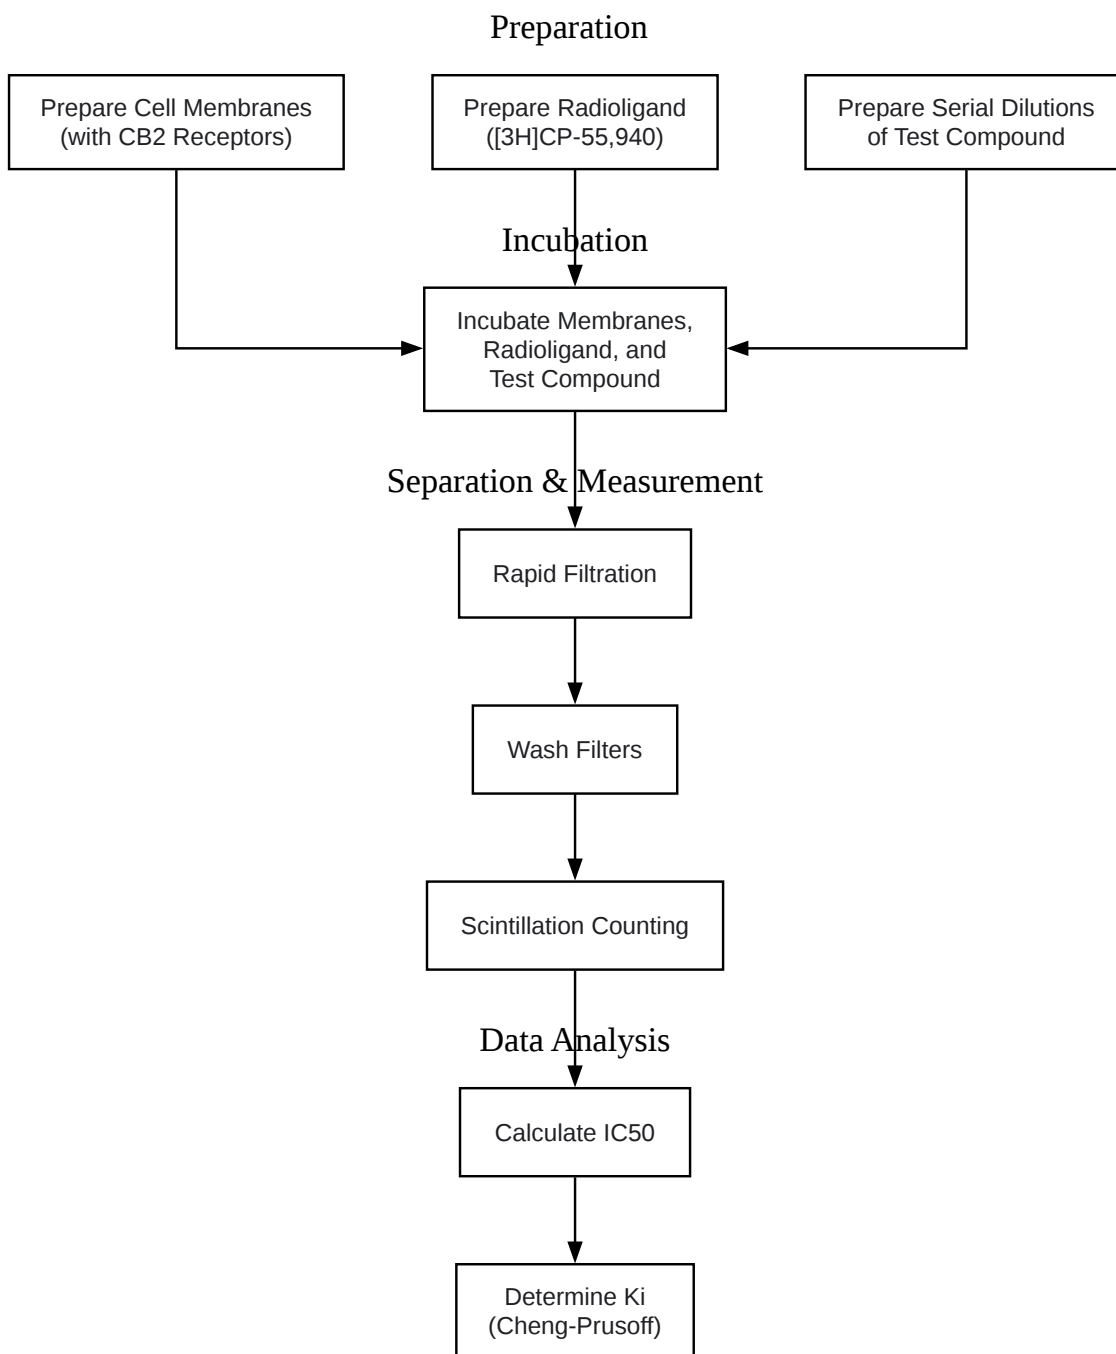 Preparation
Prepare Cell Membranes
(with CB2 Receptors)
Prepare Radioligand
([3H]CP-55,940)
Prepare Serial Dilutions
of Test Compound
Incubation
Incubate Membranes,
Radioligand, and
Test Compound
Separation & Measurement
Rapid Filtration
Wash Filters
Scintillation Counting
Data Analysis
Calculate IC50
Determine Ki
(Cheng-Prusoff)